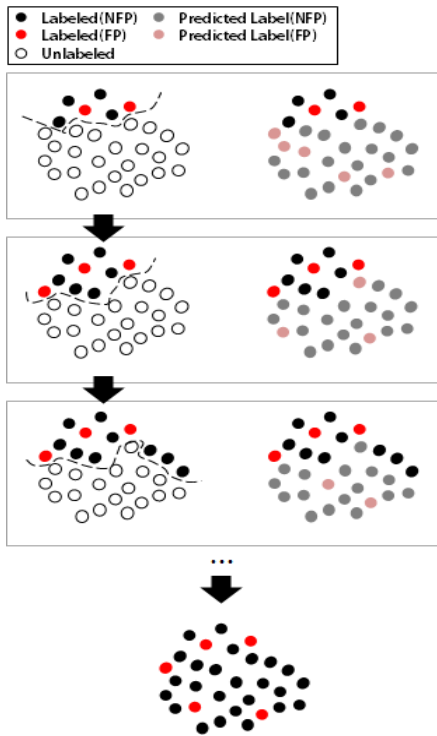 Labeled(NFP)
Predicted Label(NFP)
Labeled(FP)
Predicted Label(FP)
Unlabeled
...